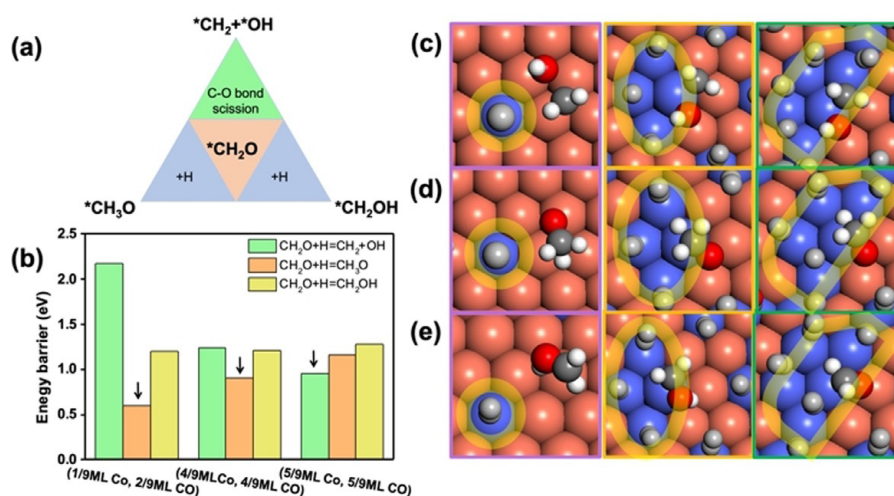 (a)
*CH2+*OH
C-O bond
scission
*CH2O
+H
+H
*CH3O
*CH2OH
(b)
Enegy barrier (eV)
2.5
2.0
1.5
1.0
0.5
0.0
CH2O+H=CH2+OH
CH2O+H=CH3O
CH2O+H=CH2OH
(1/9ML Co, 2/9ML CO)
(4/9MLCo, 4/9ML CO)
(5/9ML Co, 5/9ML CO)
(c)
(d)
(e)